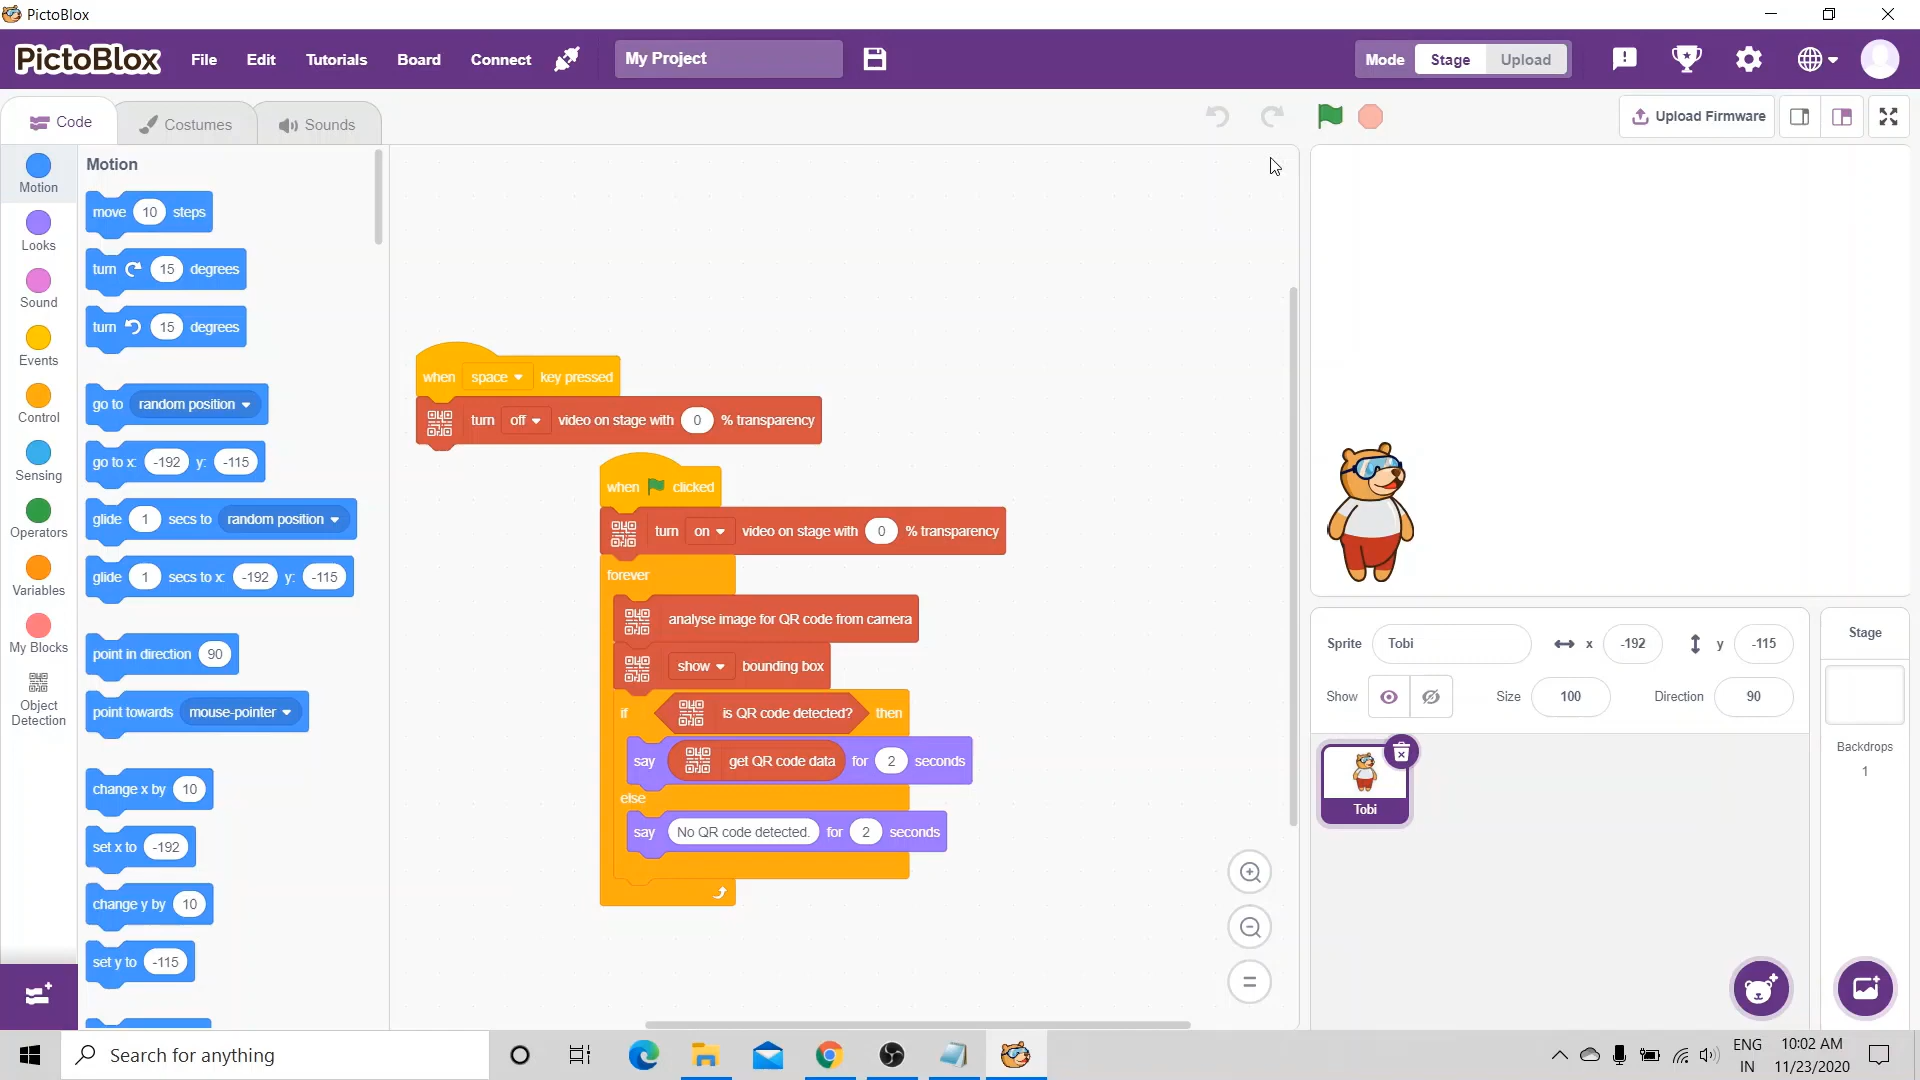 PictoBlox
PictoBlox
File
Edit
Tutorials
Board
Connect
My Project
Mode
Stage
Upload
Code
Costumes
Sounds
Upload Firmware
Motion
Looks
Sound
Events
Control
Sensing
Operators
Variables
My Blocks
Object
Detection
Motion
move 10 steps
turn 15 degrees
turn 15 degrees
go to random position
go to x: -192 y: -115
glide 1 secs to random position
glide 1 secs to x: -192 y: -115
point in direction 90
point towards mouse-pointer
change x by 10
set x to -192
change y by 10
set y to -115
when space key pressed
turn off video on stage with 0 % transparency
when clicked
turn on video on stage with 0 % transparency
forever
analyse image for QR code from camera
show bounding box
if is QR code detected? then
say get QR code data for 2 seconds
else
say No QR code detected. for 2 seconds
Sprite Tobi x -192 y -115
Show Size 100 Direction 90
Tobi
Stage
Backdrops
1
Search for anything
ENG
IN
10:02 AM
11/23/2020